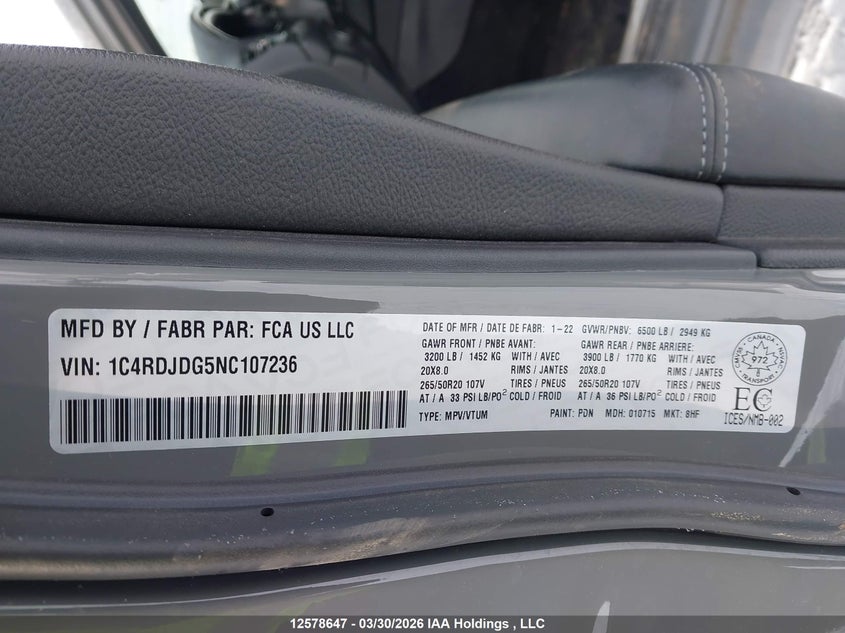 MFD BY / FABR PAR: FCA US LLC
VIN: 1C4RDJDG5NC107236
DATE OF MFR / DATE DE FABR: 1-22 GVWR/PNBV: 6500 LB / 2949 KG
GAWR FRONT / PNBE AVANT:
3200 LB / 1452 KG WITH / AVEC
20X8.0 RIMS / JANTES
265/50R20 107V TIRES / PNEUS
AT / A 33 PSI LB/PO² COLD / FROID
GAWR REAR / PNBE ARRIERE:
3900 LB / 1770 KG WITH / AVEC
20X8.0 RIMS / JANTES
265/50R20 107V TIRES / PNEUS
AT / A 36 PSI LB/PO² COLD / FROID
TYPE: MPV/VTUM PAINT: PDN MDH: 010715 MKT: 8HF
CMVSS CANADA NSVAC
972
TRANSPORT
EC
ICES/NMB-002
12578647 - 03/30/2026 IAA Holdings , LLC